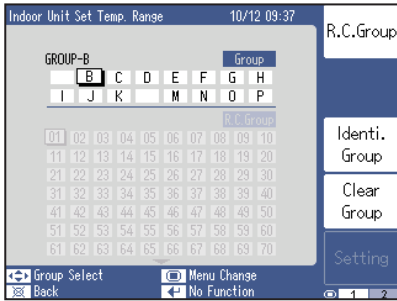 Indoor Unit Set Temp. Range 10/12 09:37
R.C.Group
GROUP-B Group
B C D E F G H
I J K M N O P
R.C.Group
01 02 03 04 05 06 07 08 09 10
11 12 13 14 15 16 17 18 19 20
21 22 23 24 25 26 27 28 29 30
31 32 33 34 35 36 37 38 39 40
41 42 43 44 45 46 47 48 49 50
51 52 53 54 55 56 57 58 59 60
61 62 63 64 65 66 67 68 69 70
Identi.
Group
Clear
Group
Setting
Group Select Menu Change
Back No Function
1 2